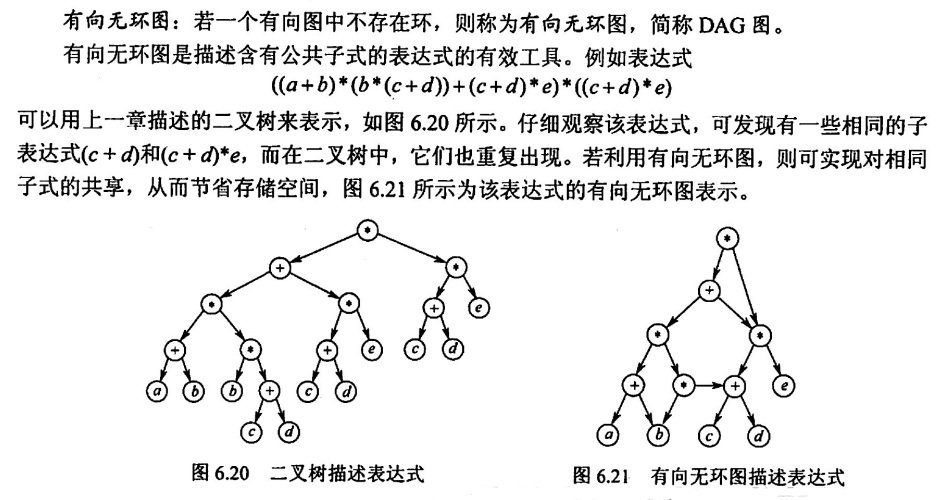 有向无环图：若一个有向图中不存在环，则称为有向无环图，简称 DAG 图。
有向无环图是描述含有公共子式的表达式的有效工具。例如表达式
((a+b)*(b*(c+d))+(c+d)*e)*((c+d)*e)
可以用上一章描述的二叉树来表示，如图 6.20 所示。仔细观察该表达式，可发现有一些相同的子
表达式(c + d)和(c + d)*e，而在二叉树中，它们也重复出现。若利用有向无环图，则可实现对相同
子式的共享，从而节省存储空间，图 6.21 所示为该表达式的有向无环图表示。
*
+ *
* * + e
+ * + e c d
a b b + c d
c d
*
+
* *
+ * + e
a b c d
图 6.20 二叉树描述表达式
图 6.21 有向无环图描述表达式